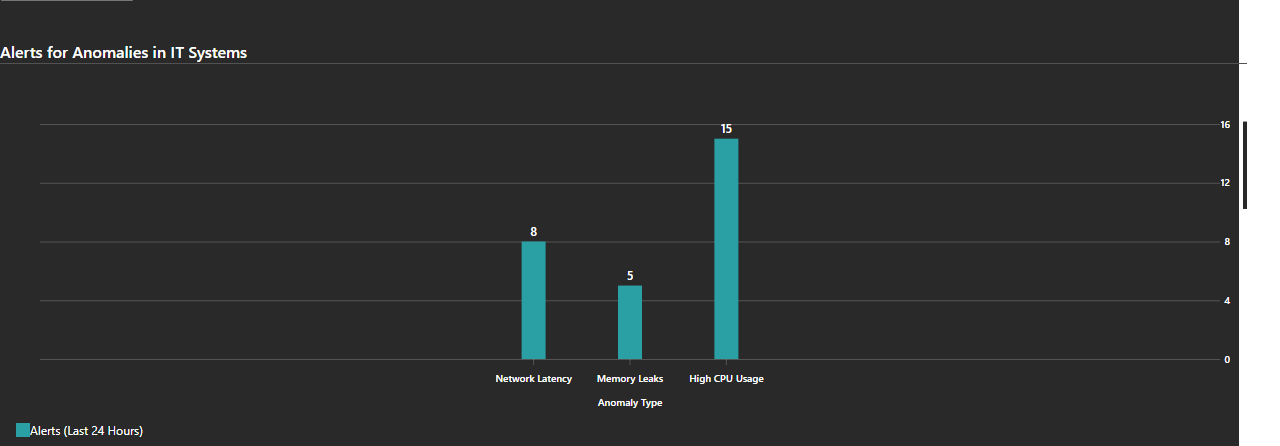 Alerts for Anomalies in IT Systems
15
16
12
8
8
5
4
0
Network Latency Memory Leaks High CPU Usage
Anomaly Type
Alerts (Last 24 Hours)